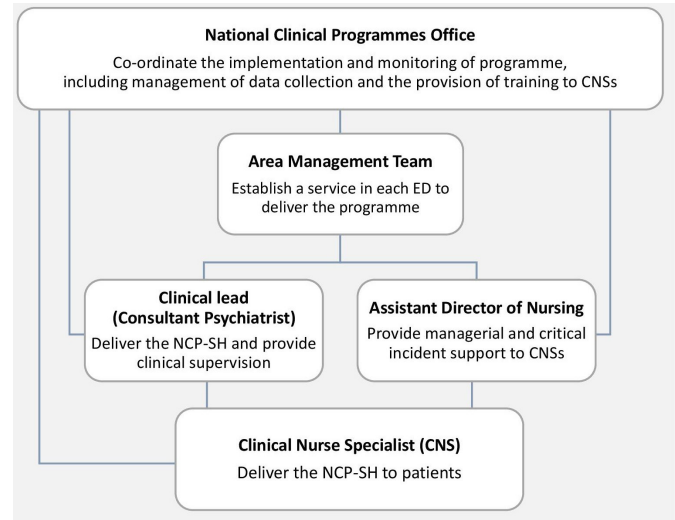 National Clinical Programmes Office
Co-ordinate the implementation and monitoring of programme,
including management of data collection and the provision of training to CNSs
Area Management Team
Establish a service in each ED to
deliver the programme
Clinical lead
(Consultant Psychiatrist)
Deliver the NCP-SH and provide
clinical supervision
Assistant Director of Nursing
Provide managerial and critical
incident support to CNSs
Clinical Nurse Specialist (CNS)
Deliver the NCP-SH to patients